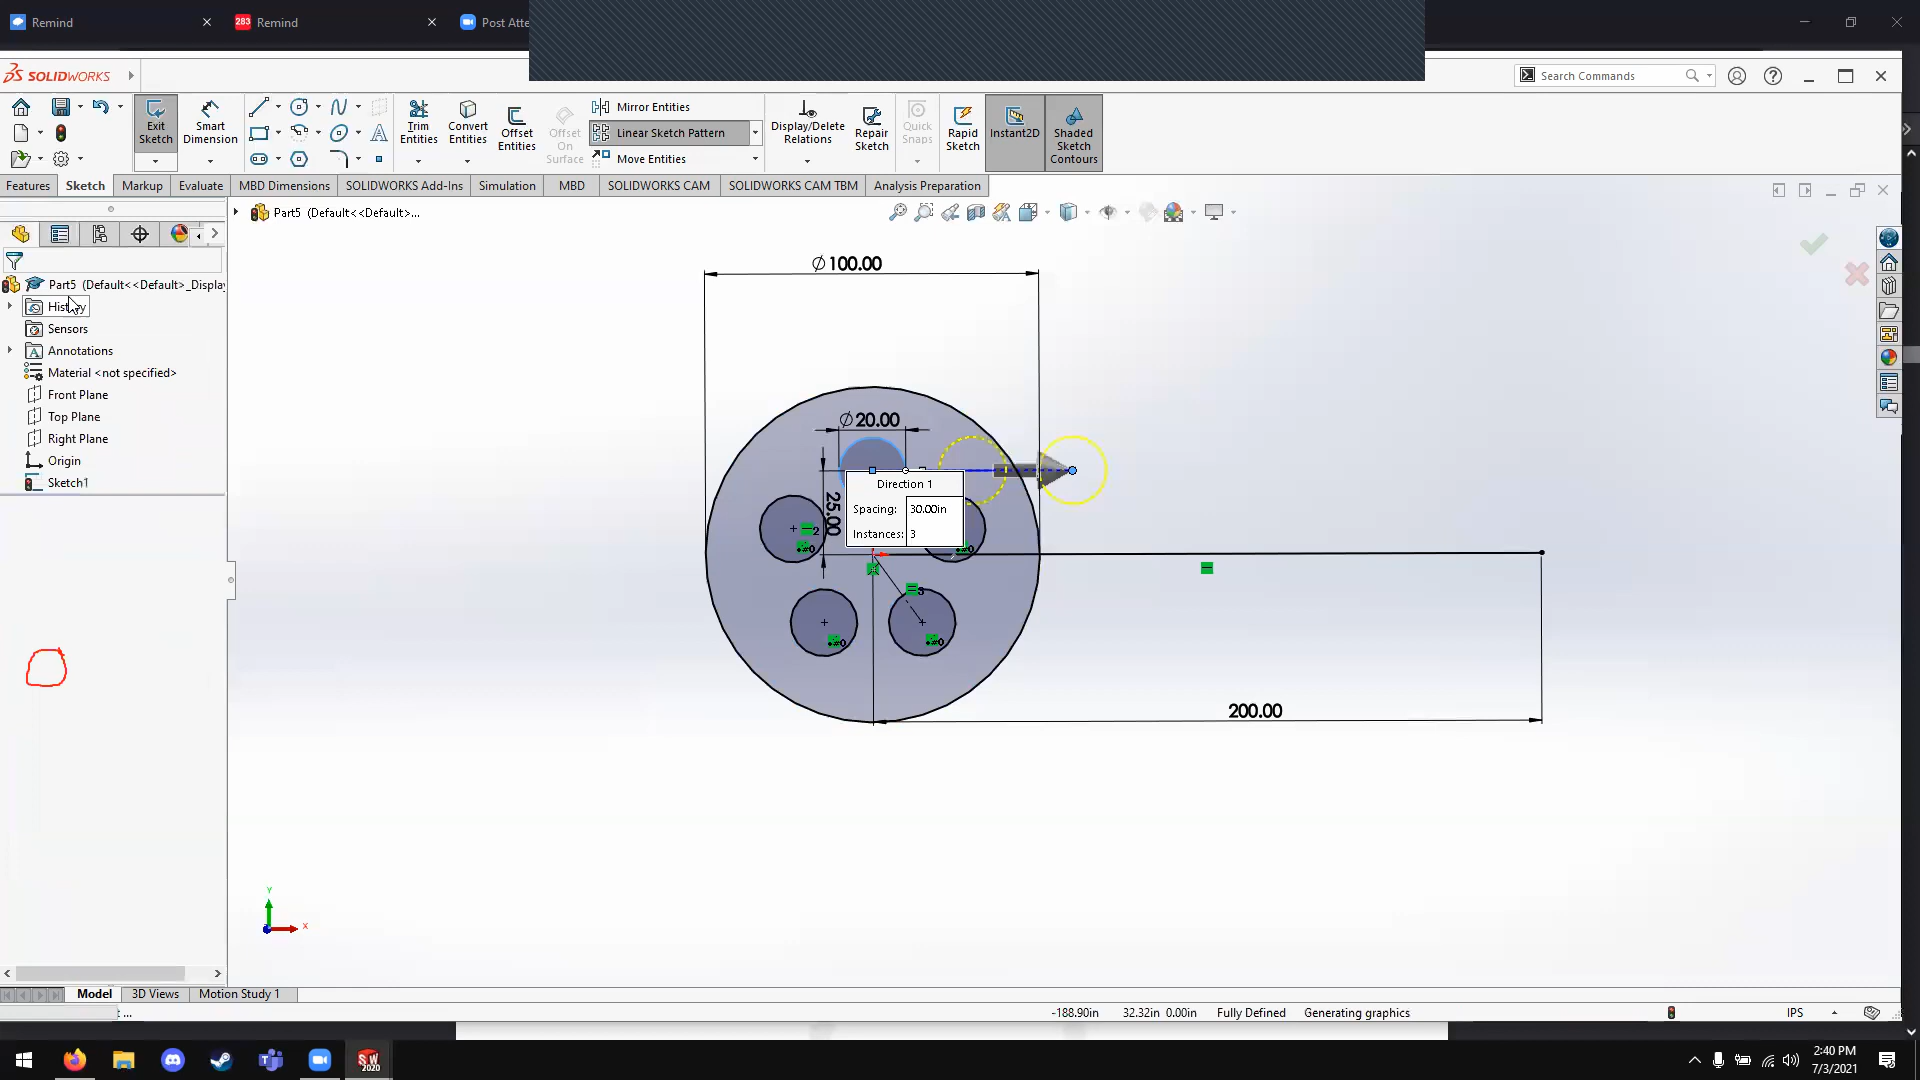 Remind
283 Remind
Post Atte
SOLIDWORKS
Search Commands
Exit Sketch
Smart Dimension
Trim Entities
Convert Entities
Offset Entities
Offset On Surface
Mirror Entities
Linear Sketch Pattern
Move Entities
Display/Delete Relations
Repair Sketch
Quick Snaps
Rapid Sketch
Instant2D
Shaded Sketch Contours
Features Sketch Markup Evaluate MBD Dimensions SOLIDWORKS Add-Ins Simulation MBD SOLIDWORKS CAM SOLIDWORKS CAM TBM Analysis Preparation
Part5 (Default<<Default>...
Part5 (Default<<Default>_Display
History
Sensors
Annotations
Material <not specified>
Front Plane
Top Plane
Right Plane
Origin
Sketch1
Ø100.00
Ø20.00
25.00
Direction 1
Spacing: 30.00in
Instances: 3
200.00
Y
X
Model 3D Views Motion Study 1
: ...
-188.90in 32.32in 0.00in Fully Defined Generating graphics IPS
SW 2020
2:40 PM
7/3/2021